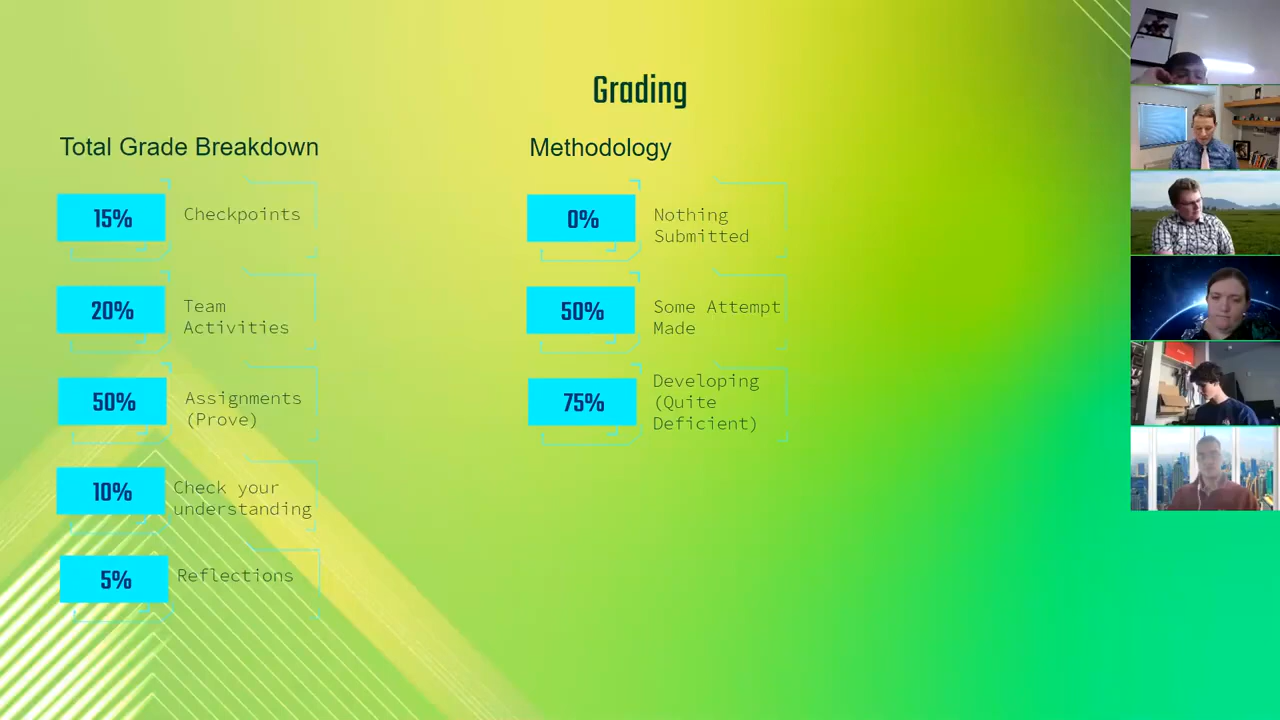 Grading
Total Grade Breakdown
15%
Checkpoints
20%
Team
Activities
50%
Assignments
(Prove)
10%
Check your
understanding
5%
Reflections
Methodology
0%
Nothing
Submitted
50%
Some Attempt
Made
75%
Developing
(Quite
Deficient)